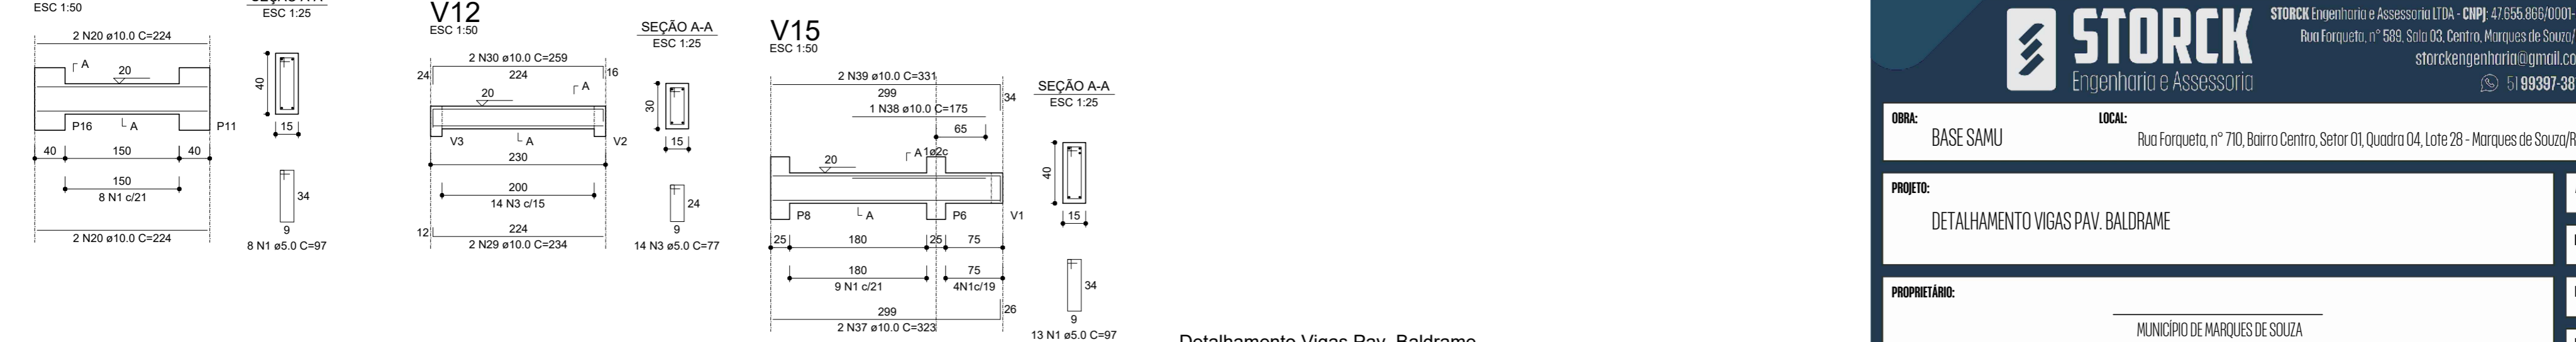 ESC 1:50
ESC 1:25
2 N20 ø10.0 C=224
A
20
40
P16
A
P11
15
40
150
40
150
8 N1 c/21
34
9
2 N20 ø10.0 C=224
8 N1 ø5.0 C=97
V12
ESC 1:50
SEÇÃO A-A
ESC 1:25
2 N30 ø10.0 C=259
24
224
16
20
A
30
V3
A
V2
15
230
200
14 N3 c/15
24
9
12
224
2 N29 ø10.0 C=234
14 N3 ø5.0 C=77
V15
ESC 1:50
2 N39 ø10.0 C=331
299
34
1 N38 ø10.0 C=175
65
SEÇÃO A-A
ESC 1:25
A 1ø2c
20
40
P8
A
P6
V1
15
25
180
25
75
180
75
9 N1 c/21
4N1c/19
34
9
299
26
2 N37 ø10.0 C=323
13 N1 ø5.0 C=97
Detalhamento Vigas Pav. Baldrame
STORCK
Engenharia e Assessoria
STORCK Engenharia e Assessoria LTDA - CNPJ: 47.655.866/0001-
Rua Forqueta, n° 589, Sala 03, Centro, Marques de Souza/
storckengenharia@gmail.co
51 99397-38
OBRA:
BASE SAMU
LOCAL:
Rua Forqueta, n° 710, Bairro Centro, Setor 01, Quadra 04, Lote 28 - Marques de Souza/R
PROJETO:
DETALHAMENTO VIGAS PAV. BALDRAME
PROPRIETÁRIO:
MUNICÍPIO DE MARQUES DE SOUZA